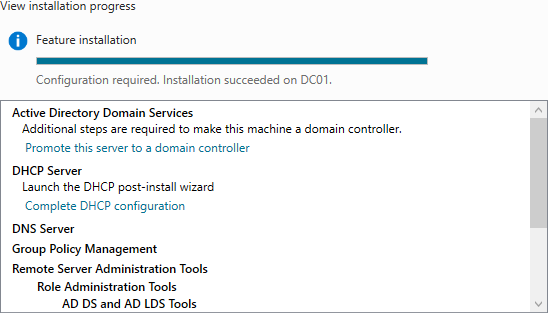 View installation progress
Feature installation
Configuration required. Installation succeeded on DC01.
Active Directory Domain Services
Additional steps are required to make this machine a domain controller.
Promote this server to a domain controller
DHCP Server
Launch the DHCP post-install wizard
Complete DHCP configuration
DNS Server
Group Policy Management
Remote Server Administration Tools
Role Administration Tools
AD DS and AD LDS Tools